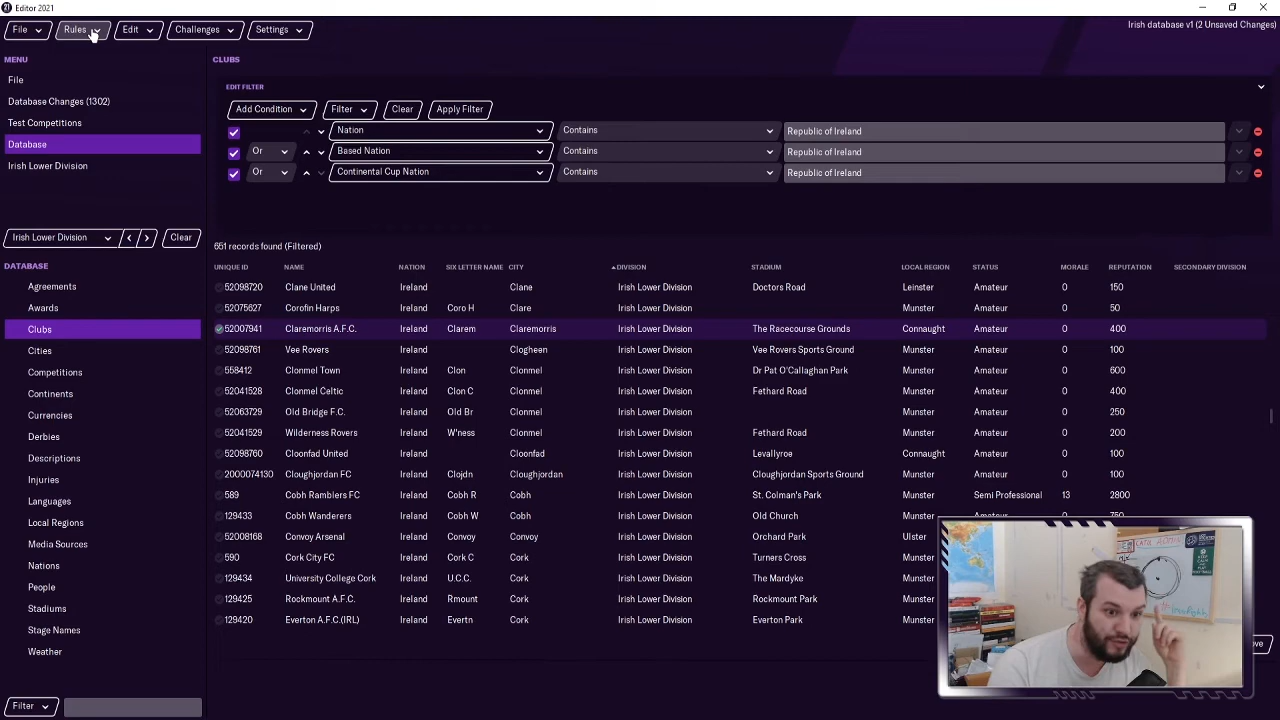 Editor 2021
File Rules Edit Challenges Settings
Irish database v1 (2 Unsaved Changes)
MENU
File
Database Changes (1302)
Test Competitions
Database
Irish Lower Division
Irish Lower Division Clear
DATABASE
Agreements
Awards
Clubs
Cities
Competitions
Continents
Currencies
Derbies
Descriptions
Injuries
Languages
Local Regions
Media Sources
Nations
People
Stadiums
Stage Names
Weather
Filter
CLUBS
EDIT FILTER
Add Condition Filter Clear Apply Filter
Nation Contains Republic of Ireland
Or Based Nation Contains Republic of Ireland
Or Continental Cup Nation Contains Republic of Ireland
651 records found (Filtered)
UNIQUE ID NAME NATION SIX LETTER NAME CITY DIVISION STADIUM LOCAL REGION STATUS MORALE REPUTATION SECONDARY DIVISION
52098720 Clane United Ireland Clane Irish Lower Division Doctors Road Leinster Amateur 0 150
52075627 Corofin Harps Ireland Coro H Clare Irish Lower Division Munster Amateur 0 50
52007941 Claremorris A.F.C. Ireland Clarem Claremorris Irish Lower Division The Racecourse Grounds Connaught Amateur 0 400
52098761 Vee Rovers Ireland Clogheen Irish Lower Division Vee Rovers Sports Ground Munster Amateur 0 100
558412 Clonmel Town Ireland Clon Clonmel Irish Lower Division Dr Pat O'Callaghan Park Munster Amateur 0 600
52041528 Clonmel Celtic Ireland Clon C Clonmel Irish Lower Division Fethard Road Munster Amateur 0 400
52063729 Old Bridge F.C. Ireland Old Br Clonmel Irish Lower Division Munster Amateur 0 250
52041529 Wilderness Rovers Ireland W'ness Clonmel Irish Lower Division Fethard Road Munster Amateur 0 200
52098760 Cloonfad United Ireland Cloonfad Irish Lower Division Levallyroe Connaught Amateur 0 100
2000074130 Cloughjordan FC Ireland Clojdn Cloughjordan Irish Lower Division Cloughjordan Sports Ground Munster Amateur 0 100
589 Cobh Ramblers FC Ireland Cobh R Cobh Irish Lower Division St. Colman's Park Munster Semi Professional 13 2800
129433 Cobh Wanderers Ireland Cobh W Cobh Irish Lower Division Old Church Munster Amateur 0 750
52008168 Convoy Arsenal Ireland Convoy Convoy Irish Lower Division Orchard Park Ulster
590 Cork City FC Ireland Cork C Cork Irish Lower Division Turners Cross Munster
129434 University College Cork Ireland U.C.C. Cork Irish Lower Division The Mardyke Munster
129425 Rockmount A.F.C. Ireland Rmount Cork Irish Lower Division Rockmount Park Munster
129420 Everton A.F.C.(IRL) Ireland Evertn Cork Irish Lower Division Everton Park Munster